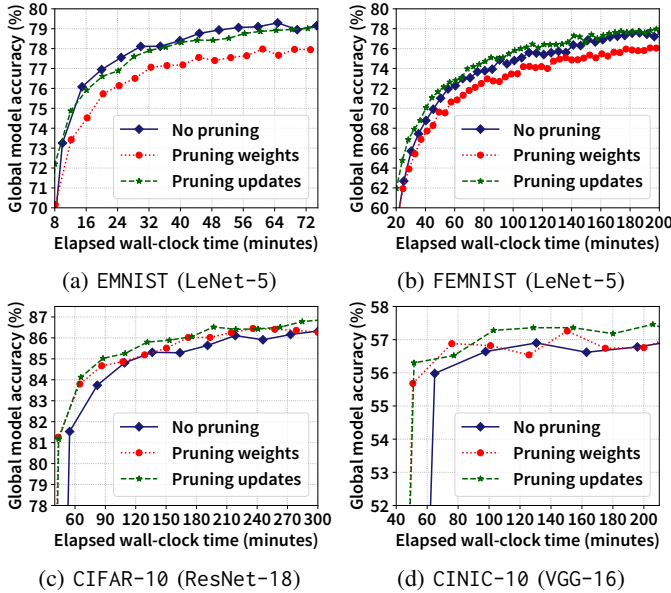 Global model accuracy (%)
80
79
78
77
76
75
74
73
72
71
70
8 16 24 32 40 48 56 64 72
Elapsed wall-clock time (minutes)
No pruning
Pruning weights
Pruning updates
(a) EMNIST (LeNet-5)
Global model accuracy (%)
80
78
76
74
72
70
68
66
64
62
60
20 40 60 80 100 120 140 160 180 200
Elapsed wall-clock time (minutes)
No pruning
Pruning weights
Pruning updates
(b) FEMNIST (LeNet-5)
Global model accuracy (%)
87
86
85
84
83
82
81
80
79
78
60 90 120 150 180 210 240 270 300
Elapsed wall-clock time (minutes)
No pruning
Pruning weights
Pruning updates
(c) CIFAR-10 (ResNet-18)
Global model accuracy (%)
58
57
56
55
54
53
52
40 60 80 100 120 140 160 180 200
Elapsed wall-clock time (minutes)
No pruning
Pruning weights
Pruning updates
(d) CINIC-10 (VGG-16)